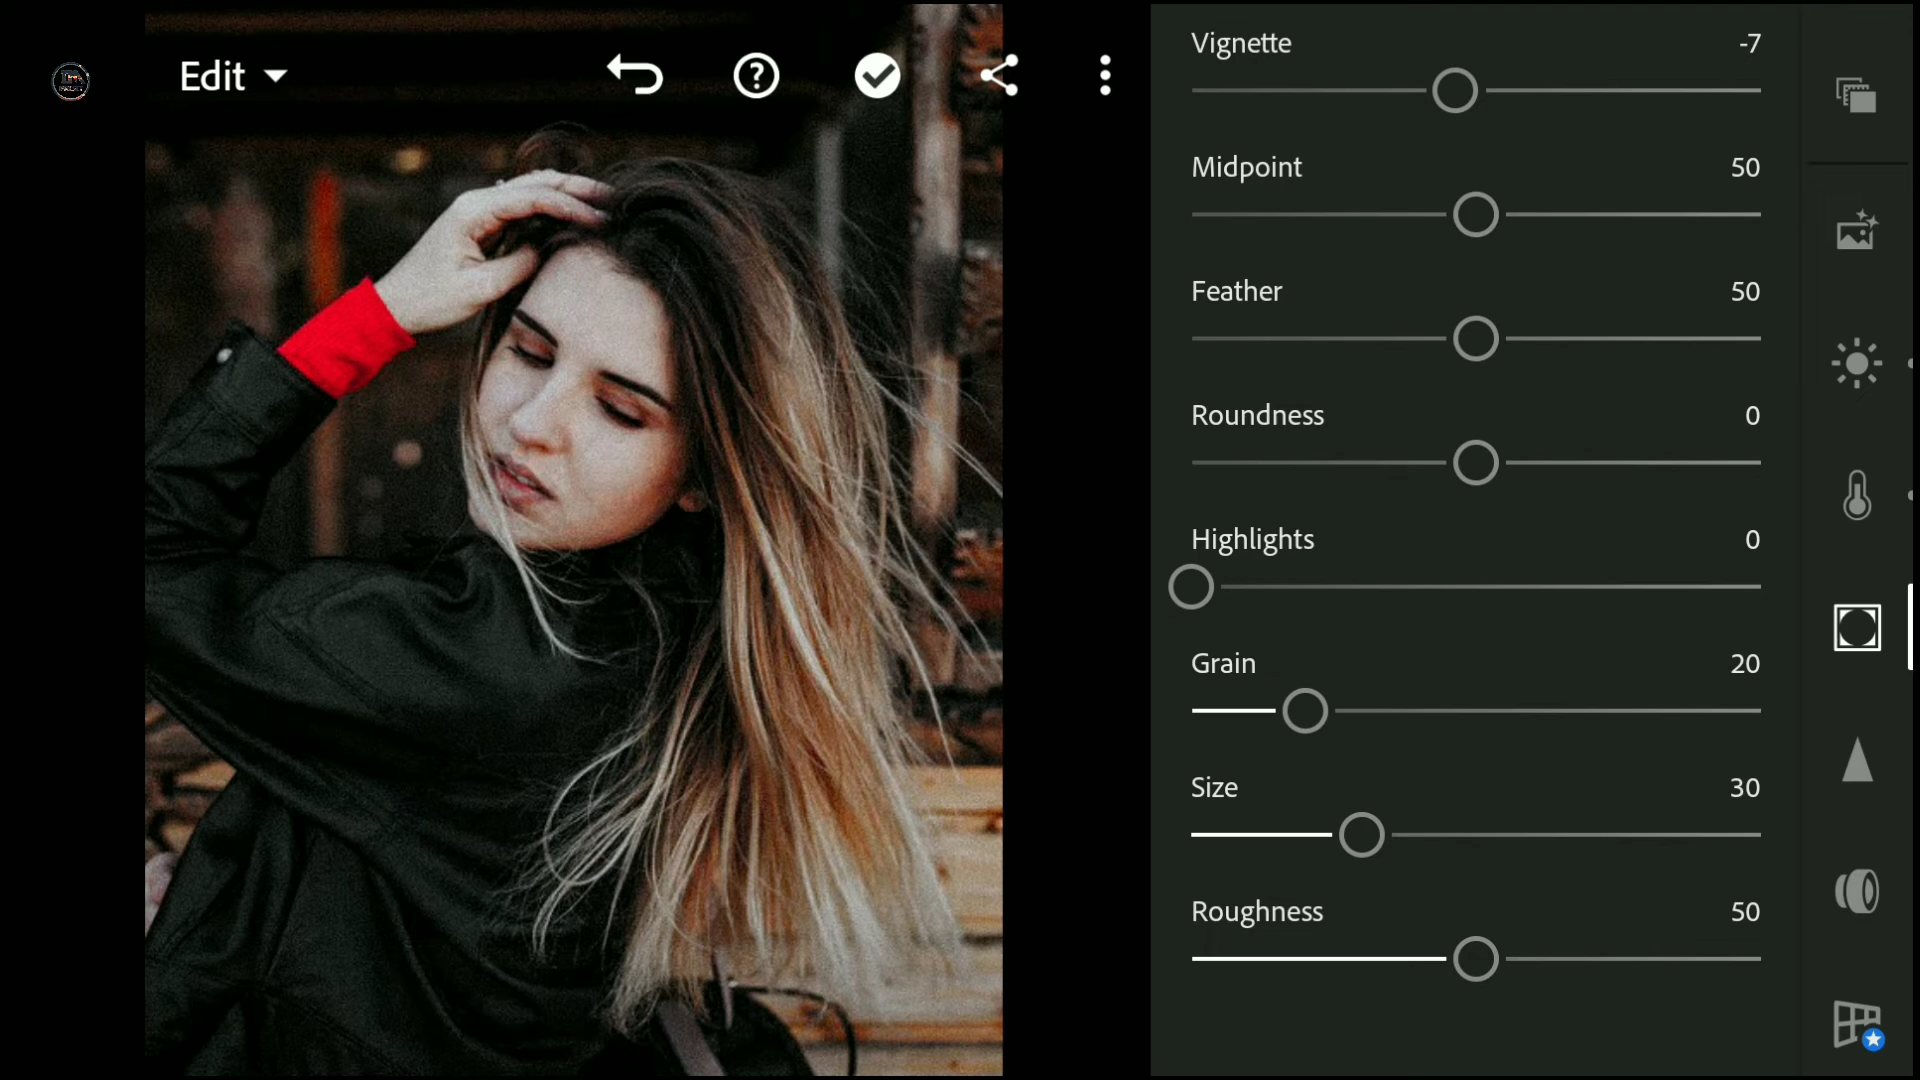 Edit
Vignette -7
Midpoint 50
Feather 50
Roundness 0
Highlights 0
Grain 20
Size 30
Roughness 50